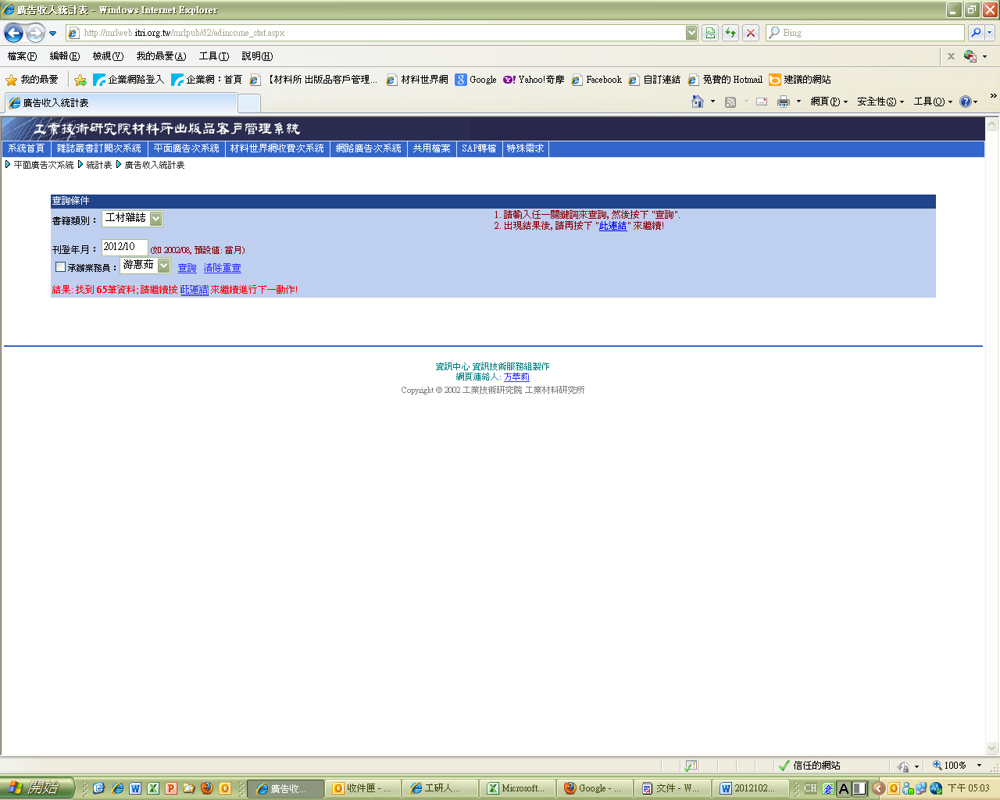 廣告收入統計表 - Windows Internet Explorer
http://mrlweb.itri.org.tw/mrlpub/d2/adincome_stat.aspx
Bing
檔案(F) 編輯(E) 檢視(V) 我的最愛(A) 工具(T) 說明(H)
我的最愛 企業網路登入 企業網：首頁 【材料所 出版品客戶管理... 材料世界網 Google Yahoo!奇摩 Facebook 自訂連結 免費的 Hotmail 建議的網站
廣告收入統計表 網頁(P) 安全性(S) 工具(O)
工業技術研究院材料所出版品客戶管理系統
系統首頁 雜誌叢書訂閱次系統 平面廣告次系統 材料世界網收費次系統 網路廣告次系統 共用檔案 SAP轉檔 特殊需求
平面廣告次系統 統計表 廣告收入統計表
查詢條件
書籍類別： 工材雜誌
1. 請輸入任一關鍵詞來查詢, 然後按下 "查詢".
2. 出現結果後, 請再按下 "此連結" 來繼續!
刊登年月： 2012/10 (如 2002/08, 預設值: 當月)
承辦業務員： 游惠茹 查詢 清除重查
結果: 找到 65筆資料; 請繼續按 此連結 來繼續進行下一動作!
資訊中心 資訊技術服務組製作
網頁連絡人: 方萃莉
Copyright © 2002 工業技術研究院 工業材料研究所
信任的網站 100%
開始 廣告收... 收件匣 - ... 工研人... Microsoft... Google - ... 交件 - W... 2012102... CH 下午 05:03